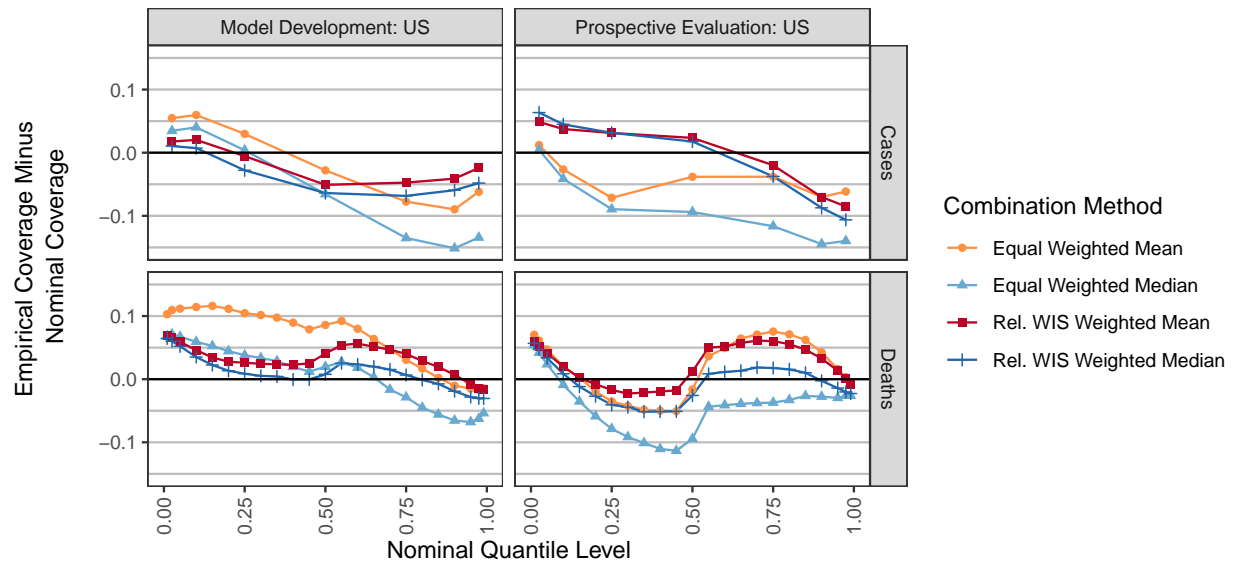 Model Development: US
Prospective Evaluation: US
Empirical Coverage Minus
Nominal Coverage
0.1
0.0
−0.1
Cases
0.1
0.0
−0.1
Deaths
0.00
0.25
0.50
0.75
1.00
0.00
0.25
0.50
0.75
1.00
Nominal Quantile Level
Combination Method
Equal Weighted Mean
Equal Weighted Median
Rel. WIS Weighted Mean
Rel. WIS Weighted Median